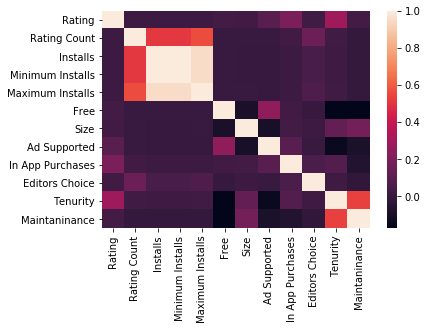 Rating
Rating Count
Installs
Minimum Installs
Maximum Installs
Free
Size
Ad Supported
In App Purchases
Editors Choice
Tenurity
Maintaninance
Rating
Rating Count
Installs
Minimum Installs
Maximum Installs
Free
Size
Ad Supported
In App Purchases
Editors Choice
Tenurity
Maintaninance
1.0
0.8
0.6
0.4
0.2
0.0